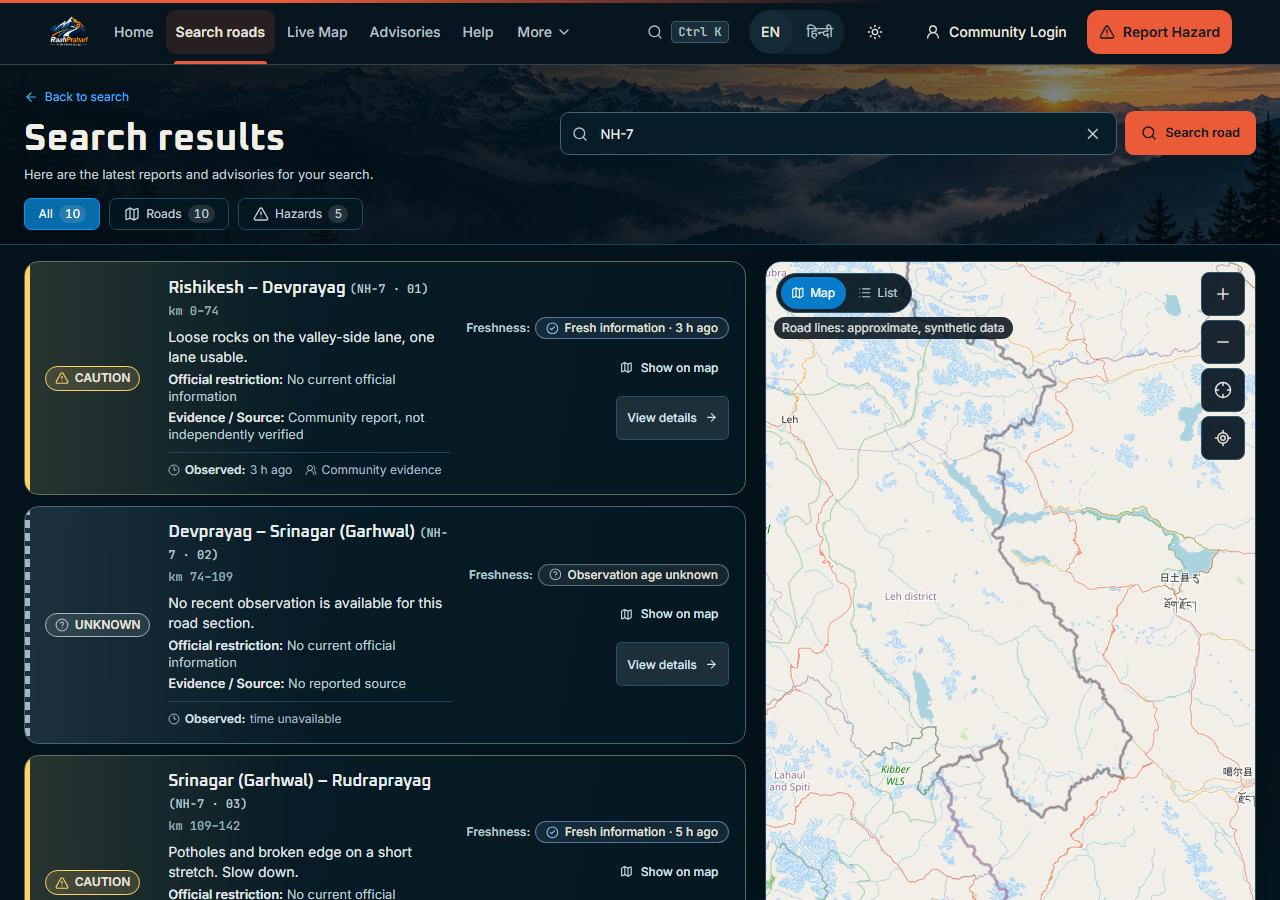 RaahPrahari
Home
Search roads
Live Map
Advisories
Help
More
Ctrl K
EN
हिन्दी
Community Login
Report Hazard
Back to search
Search results
Here are the latest reports and advisories for your search.
NH-7
Search road
All 10
Roads 10
Hazards 5
CAUTION
Rishikesh – Devprayag (NH-7 · 01)
km 0–74
Loose rocks on the valley-side lane, one
lane usable.
Official restriction: No current official
information
Evidence / Source: Community report, not
independently verified
Observed: 3 h ago
Community evidence
Freshness: Fresh information · 3 h ago
Show on map
View details
UNKNOWN
Devprayag – Srinagar (Garhwal) (NH-
7 · 02)
km 74–109
No recent observation is available for this
road section.
Official restriction: No current official
information
Evidence / Source: No reported source
Observed: time unavailable
Freshness: Observation age unknown
Show on map
View details
CAUTION
Srinagar (Garhwal) – Rudraprayag
(NH-7 · 03)
km 109–142
Potholes and broken edge on a short
stretch. Slow down.
Official restriction: No current official
Freshness: Fresh information · 5 h ago
Show on map
ubra
Map
List
Road lines: approximate, synthetic data
Leh
Leh district
日土县
Kibber
WLS
Lahaul
and Spiti
噶尔县